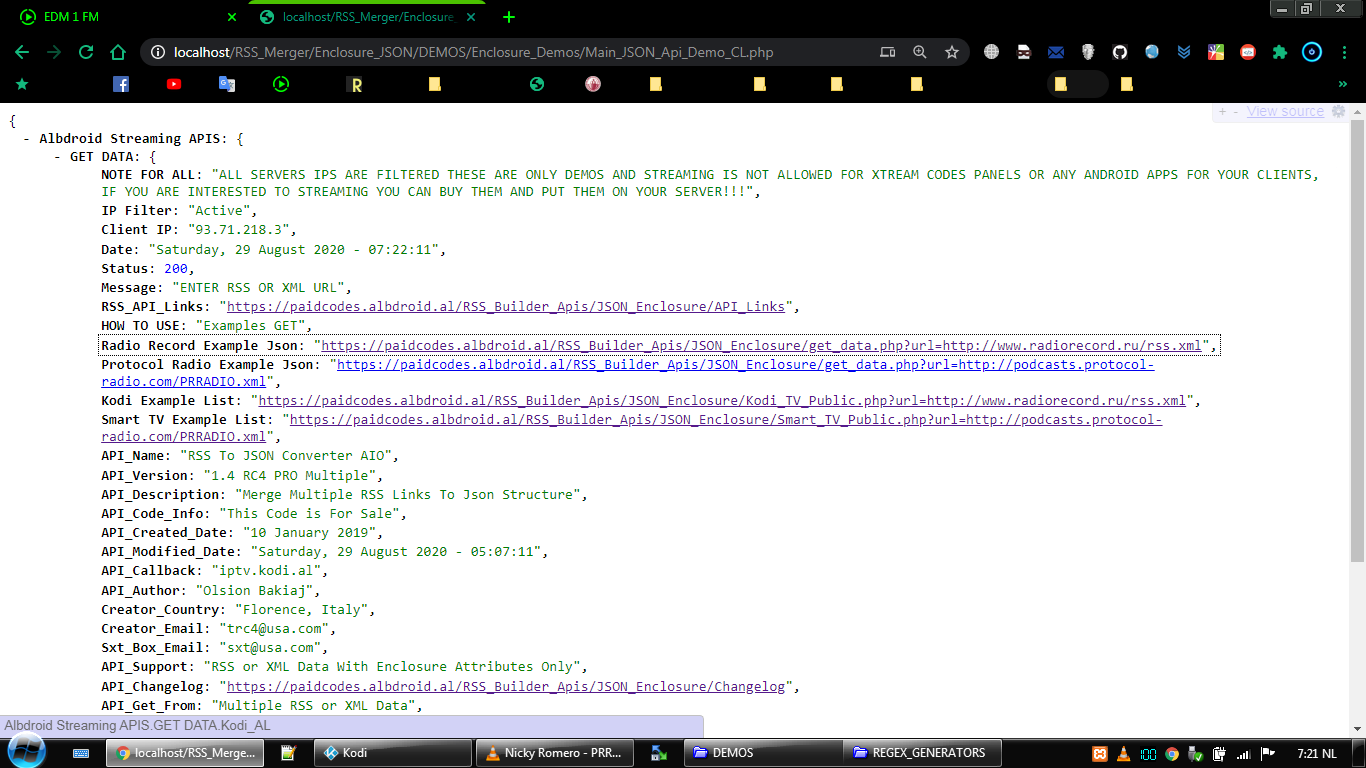 EDM 1 FM
localhost/RSS_Merger/Enclosure
localhost/RSS_Merger/Enclosure_JSON/DEMOS/Enclosure_Demos/Main_JSON_Api_Demo_CL.php
+ - View source
{
- Albdroid Streaming APIS: {
- GET DATA: {
NOTE FOR ALL: "ALL SERVERS IPS ARE FILTERED THESE ARE ONLY DEMOS AND STREAMING IS NOT ALLOWED FOR XTREAM CODES PANELS OR ANY ANDROID APPS FOR YOUR CLIENTS,
IF YOU ARE INTERESTED TO STREAMING YOU CAN BUY THEM AND PUT THEM ON YOUR SERVER!!!",
IP Filter: "Active",
Client IP: "93.71.218.3",
Date: "Saturday, 29 August 2020 - 07:22:11",
Status: 200,
Message: "ENTER RSS OR XML URL",
RSS_API_Links: "https://paidcodes.albdroid.al/RSS_Builder_Apis/JSON_Enclosure/API_Links",
HOW TO USE: "Examples GET",
Radio Record Example Json: "https://paidcodes.albdroid.al/RSS_Builder_Apis/JSON_Enclosure/get_data.php?url=http://www.radiorecord.ru/rss.xml",
Protocol Radio Example Json: "https://paidcodes.albdroid.al/RSS_Builder_Apis/JSON_Enclosure/get_data.php?url=http://podcasts.protocol-
radio.com/PRRADIO.xml",
Kodi Example List: "https://paidcodes.albdroid.al/RSS_Builder_Apis/JSON_Enclosure/Kodi_TV_Public.php?url=http://www.radiorecord.ru/rss.xml",
Smart TV Example List: "https://paidcodes.albdroid.al/RSS_Builder_Apis/JSON_Enclosure/Smart_TV_Public.php?url=http://podcasts.protocol-
radio.com/PRRADIO.xml",
API_Name: "RSS To JSON Converter AIO",
API_Version: "1.4 RC4 PRO Multiple",
API_Description: "Merge Multiple RSS Links To Json Structure",
API_Code_Info: "This Code is For Sale",
API_Created_Date: "10 January 2019",
API_Modified_Date: "Saturday, 29 August 2020 - 05:07:11",
API_Callback: "iptv.kodi.al",
API_Author: "Olsion Bakiaj",
Creator_Country: "Florence, Italy",
Creator_Email: "trc4@usa.com",
Sxt_Box_Email: "sxt@usa.com",
API_Support: "RSS or XML Data With Enclosure Attributes Only",
API_Changelog: "https://paidcodes.albdroid.al/RSS_Builder_Apis/JSON_Enclosure/Changelog",
API_Get_From: "Multiple RSS or XML Data",
Albdroid Streaming APIS.GET DATA.Kodi_AL
localhost/RSS_Merge...
Kodi
Nicky Romero - PRR...
DEMOS
REGEX_GENERATORS
7:21 NL